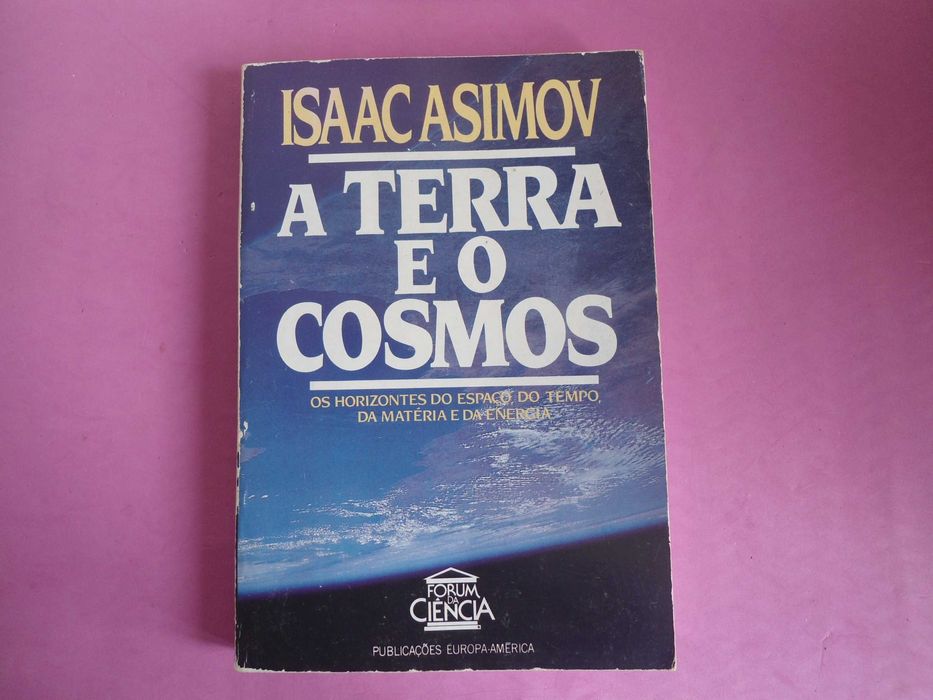 ISAAC ASIMOV
A TERRA
E O
COSMOS
OS HORIZONTES DO ESPAÇO, DO TEMPO,
DA MATÉRIA E DA ENERGIA
FORUM
DA
CIÊNCIA
PUBLICAÇÕES EUROPA-AMÉRICA